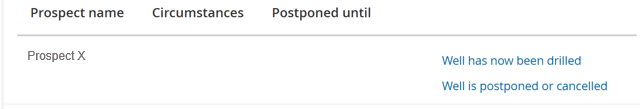 Prospect name Circumstances Postponed until
Prospect X
Well has now been drilled
Well is postponed or cancelled